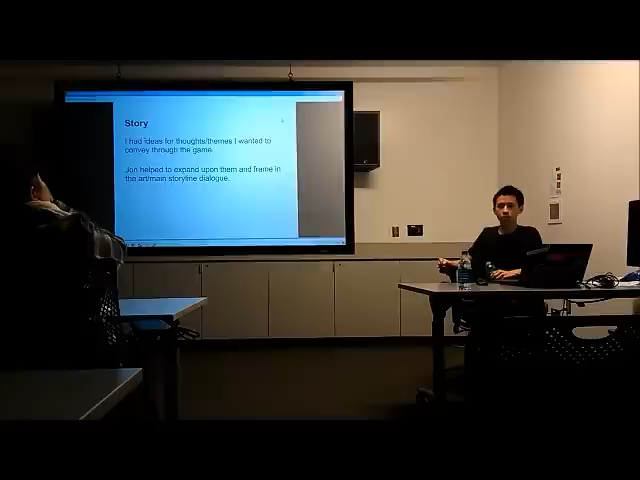 Story
I had ideas for thoughts/themes I wanted to
convey through the game.
Jon helped to expand upon them and frame in
the art/main storyline dialogue.